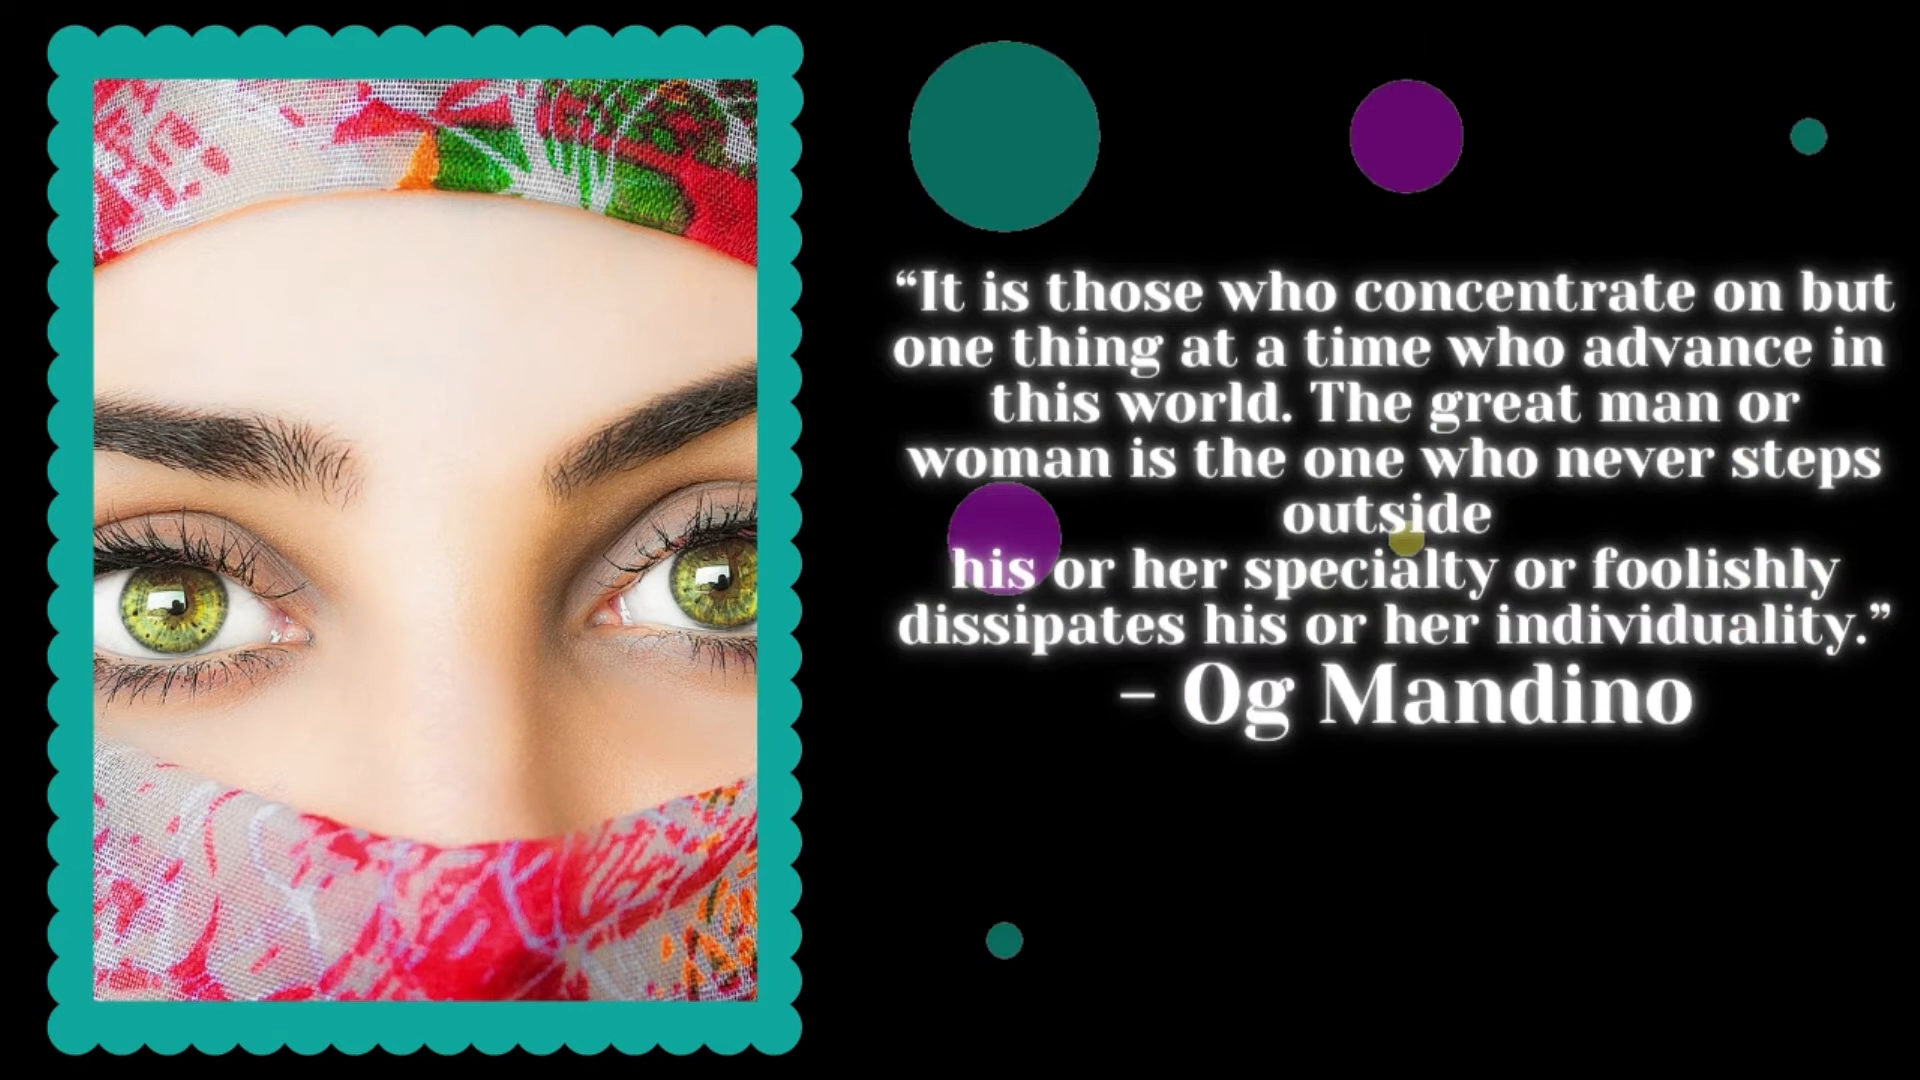 “It is those who concentrate on but
one thing at a time who advance in
this world. The great man or
woman is the one who never steps
outside
his or her specialty or foolishly
dissipates his or her individuality.”
– Og Mandino